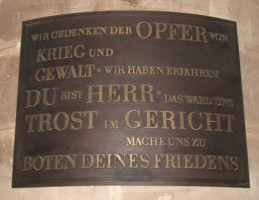 WIR GEDENKEN DER OPFER VON
KRIEG UND
GEWALT · WIR HABEN ERFAHREN
DU BIST HERR · DAS WARD UNS
TROST IM GERICHT
MACHE UNS ZU
BOTEN DEINES FRIEDENS